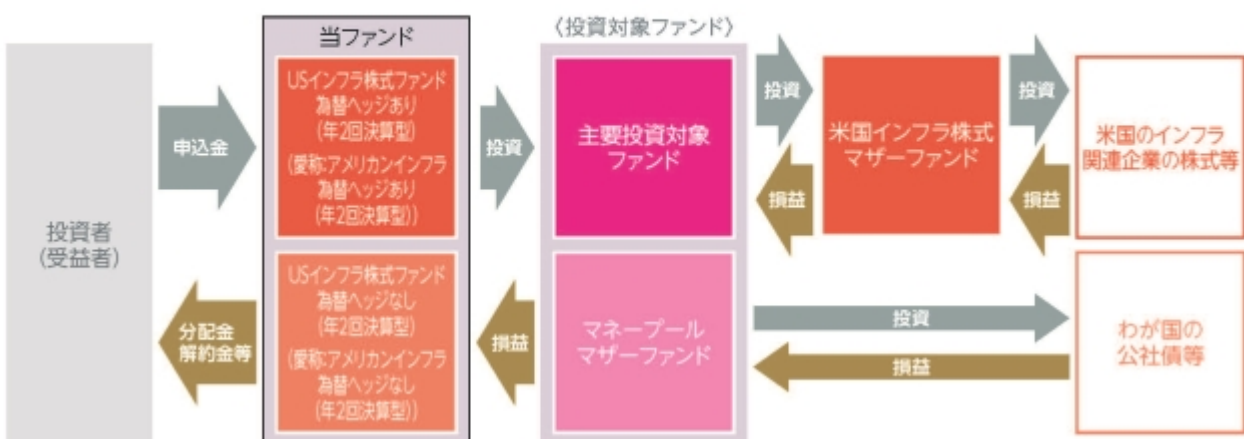 当ファンド
〈投資対象ファンド〉
投資者
(受益者)
申込金
分配金
解約金等
USインフラ株式ファンド
為替ヘッジあり
(年2回決算型)
(愛称:アメリカンインフラ
為替ヘッジあり
(年2回決算型))
USインフラ株式ファンド
為替ヘッジなし
(年2回決算型)
(愛称:アメリカンインフラ
為替ヘッジなし
(年2回決算型))
投資
損益
主要投資対象
ファンド
マネープール
マザーファンド
投資
損益
米国インフラ株式
マザーファンド
投資
損益
米国のインフラ
関連企業の株式等
投資
損益
わが国の
公社債等